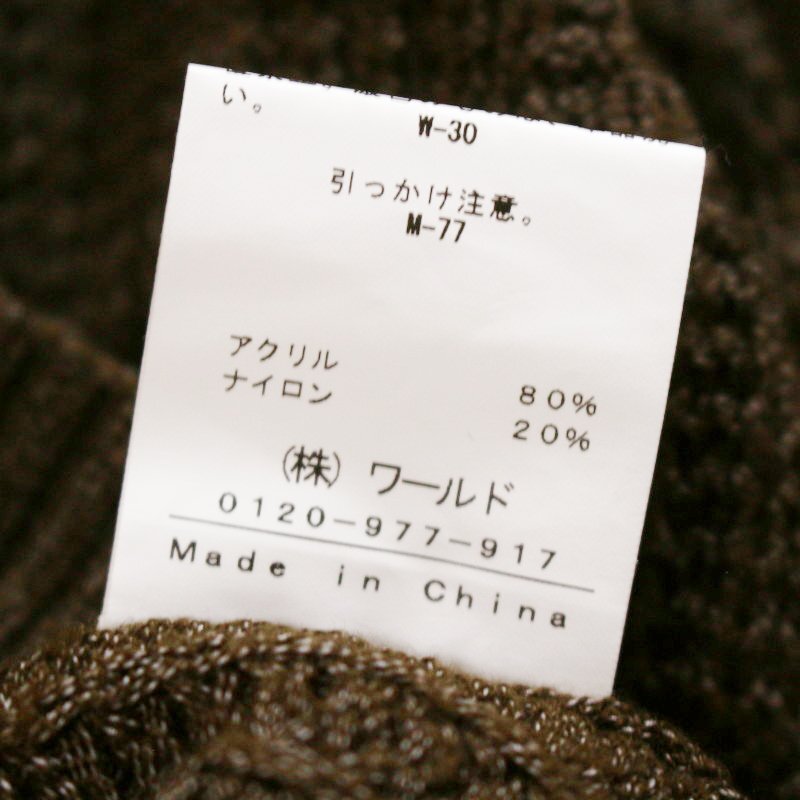 い。
W-30
引っかけ注意。
M-77
アクリル 80%
ナイロン 20%
(株) ワールド
0120-977-917
Made in China